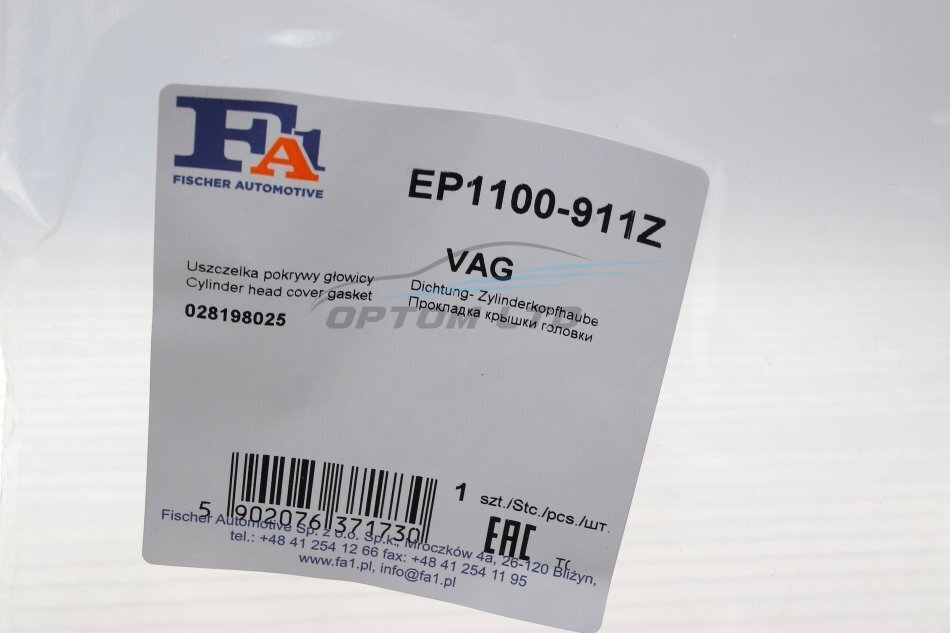 FA1
FISCHER AUTOMOTIVE
EP1100-911Z
VAG
Uszczelka pokrywy głowicy
Cylinder head cover gasket
028198025
Dichtung- Zylinderkopfhaube
Прокладка крышки головки
OPTOM LTD
5 902076 371730
1 szt./Stc./pcs./шт.
EAC
Fischer Automotive Sp. z o.o. Sp.k., Mroczków 4a, 26-120 Bliżyn,
tel.: +48 41 254 12 66 fax: +48 41 254 11 95
www.fa1.pl, info@fa1.pl